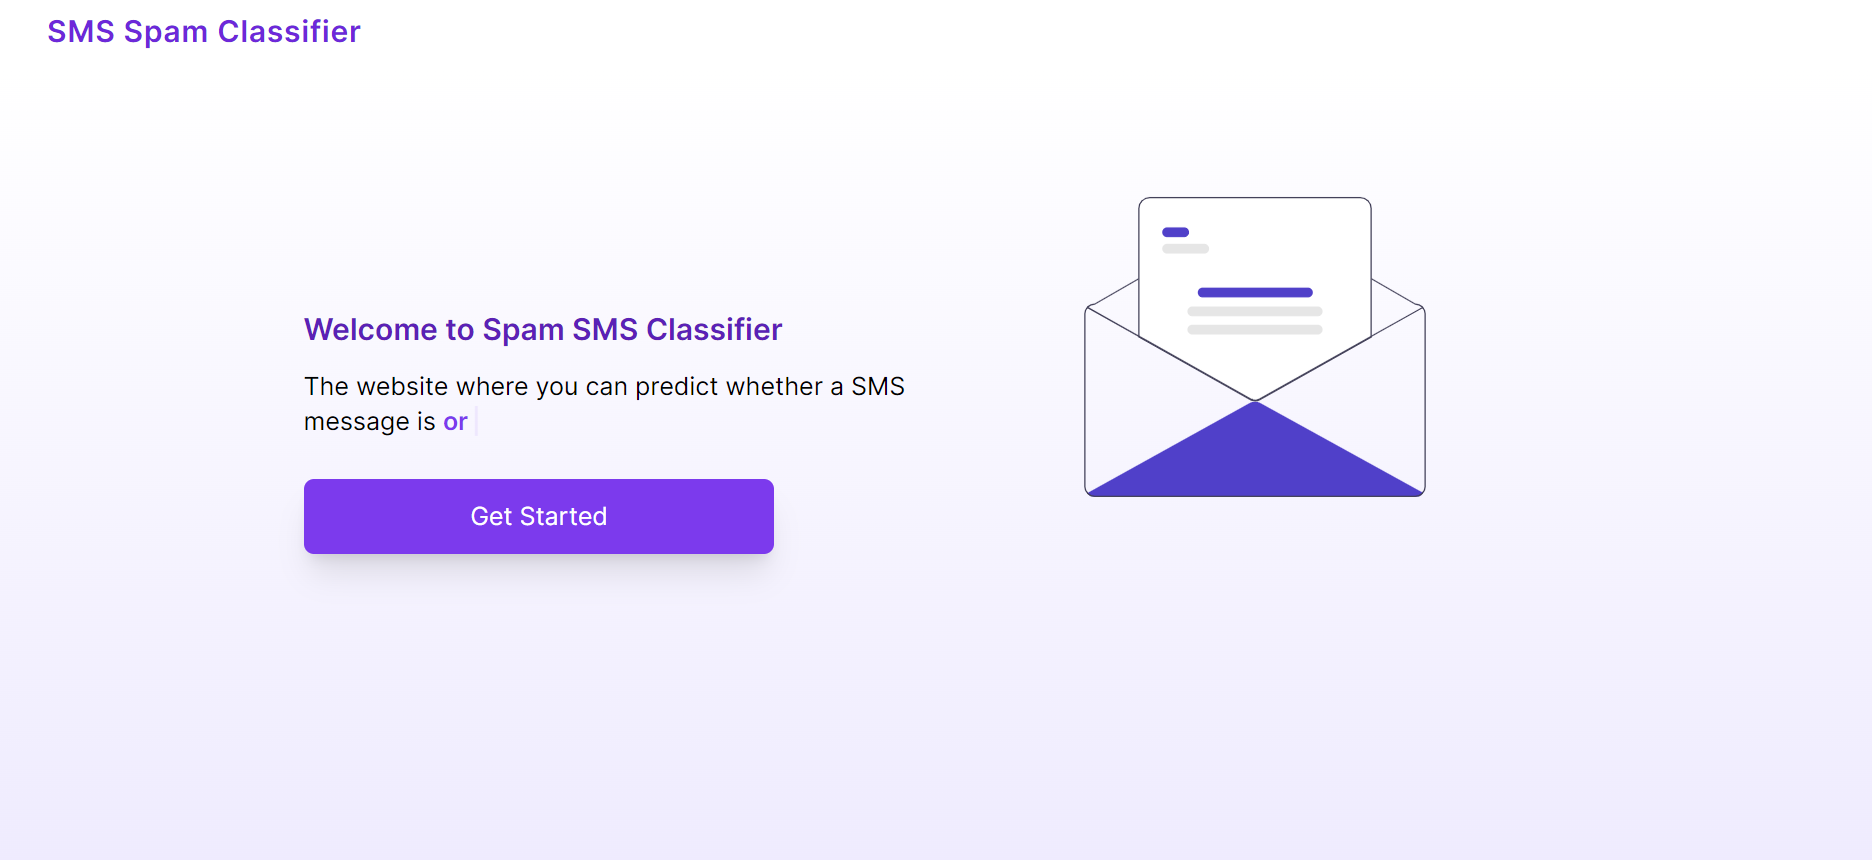 SMS Spam Classifier
Welcome to Spam SMS Classifier
The website where you can predict whether a SMS
message is or
Get Started